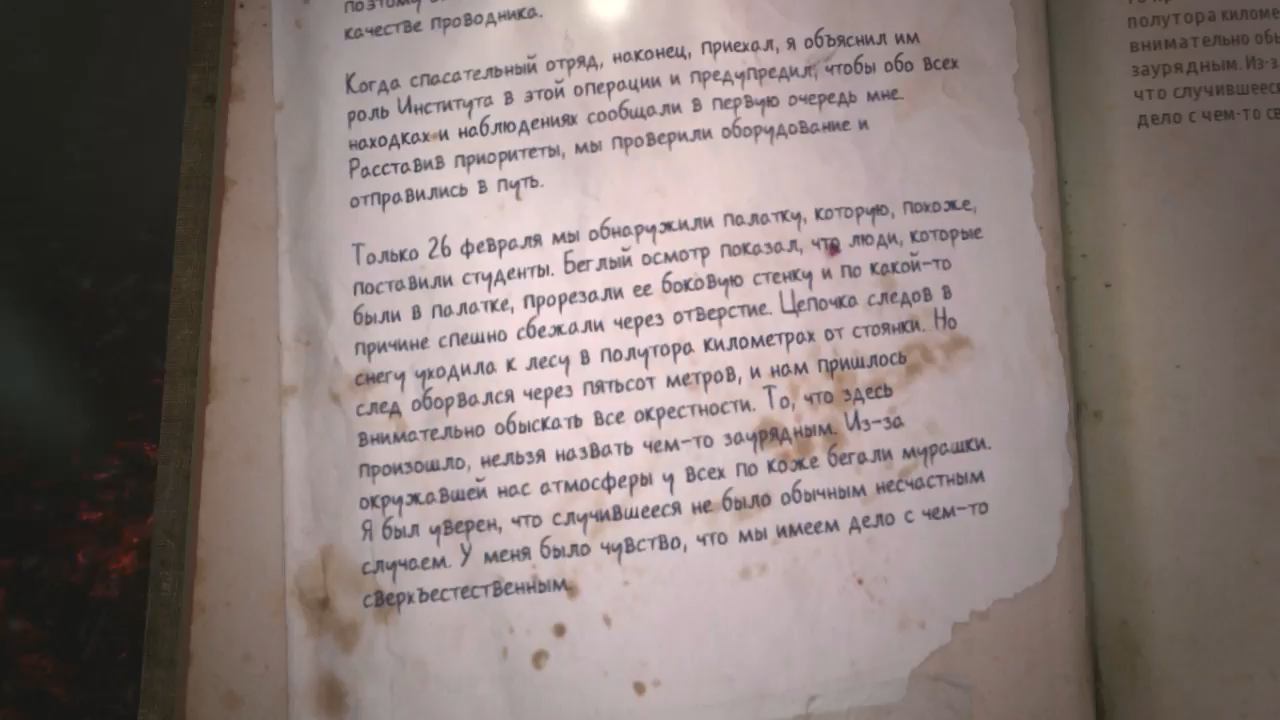 поэтому
качестве проводника.
Когда спасательный отряд, наконец, приехал, я объяснил им
роль Института в этой операции и предупредил, чтобы обо всех
находках и наблюдениях сообщали в первую очередь мне.
Расставив приоритеты, мы проверили оборудование и
отправились в путь.
Только 26 февраля мы обнаружили палатку, которую, похоже,
поставили студенты. Беглый осмотр показал, что люди, которые
были в палатке, прорезали ее боковую стенку и по какой-то
причине спешно сбежали через отверстие. Цепочка следов в
снегу уходила к лесу в полутора километрах от стоянки. Но
след оборвался через пятьсот метров, и нам пришлось
внимательно обыскать все окрестности. То, что здесь
произошло, нельзя назвать чем-то заурядным. Из-за
окружавшей нас атмосферы у всех по коже бегали мурашки.
Я был уверен, что случившееся не было обычным несчастным
случаем. У меня было чувство, что мы имеем дело с чем-то
сверхъестественным.
полутора киломе
внимательно обы
заурядным. Из-з
что случившееся
дело с чем-то св